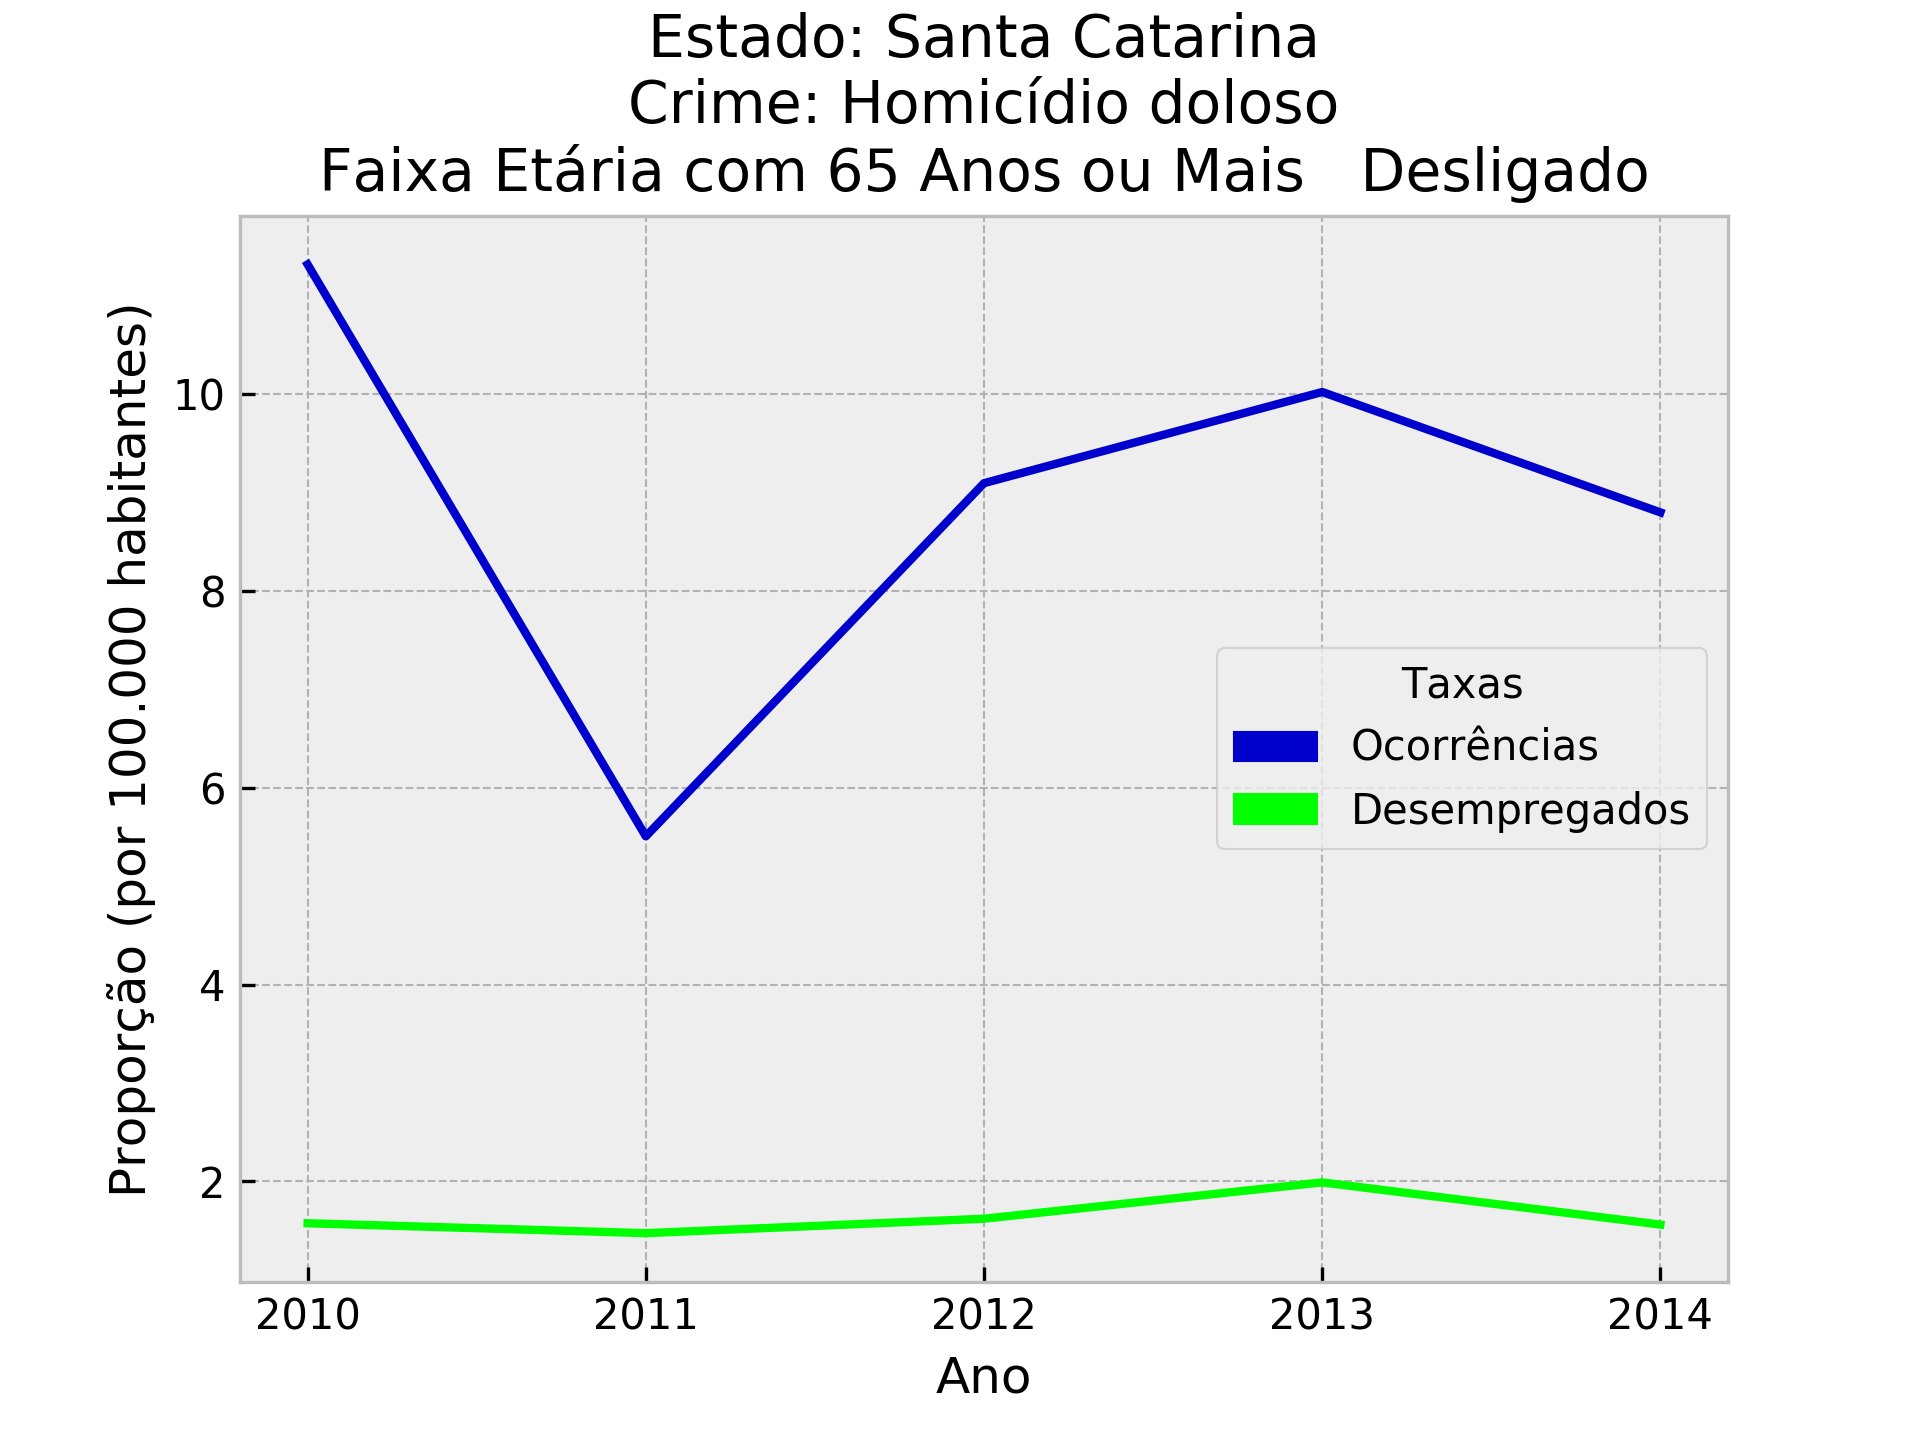 Estado: Santa Catarina
Crime: Homicídio doloso
Faixa Etária com 65 Anos ou Mais   Desligado
Proporção (por 100.000 habitantes)
10
8
6
4
2
Taxas
Ocorrências
Desempregados
2010 2011 2012 2013 2014
Ano